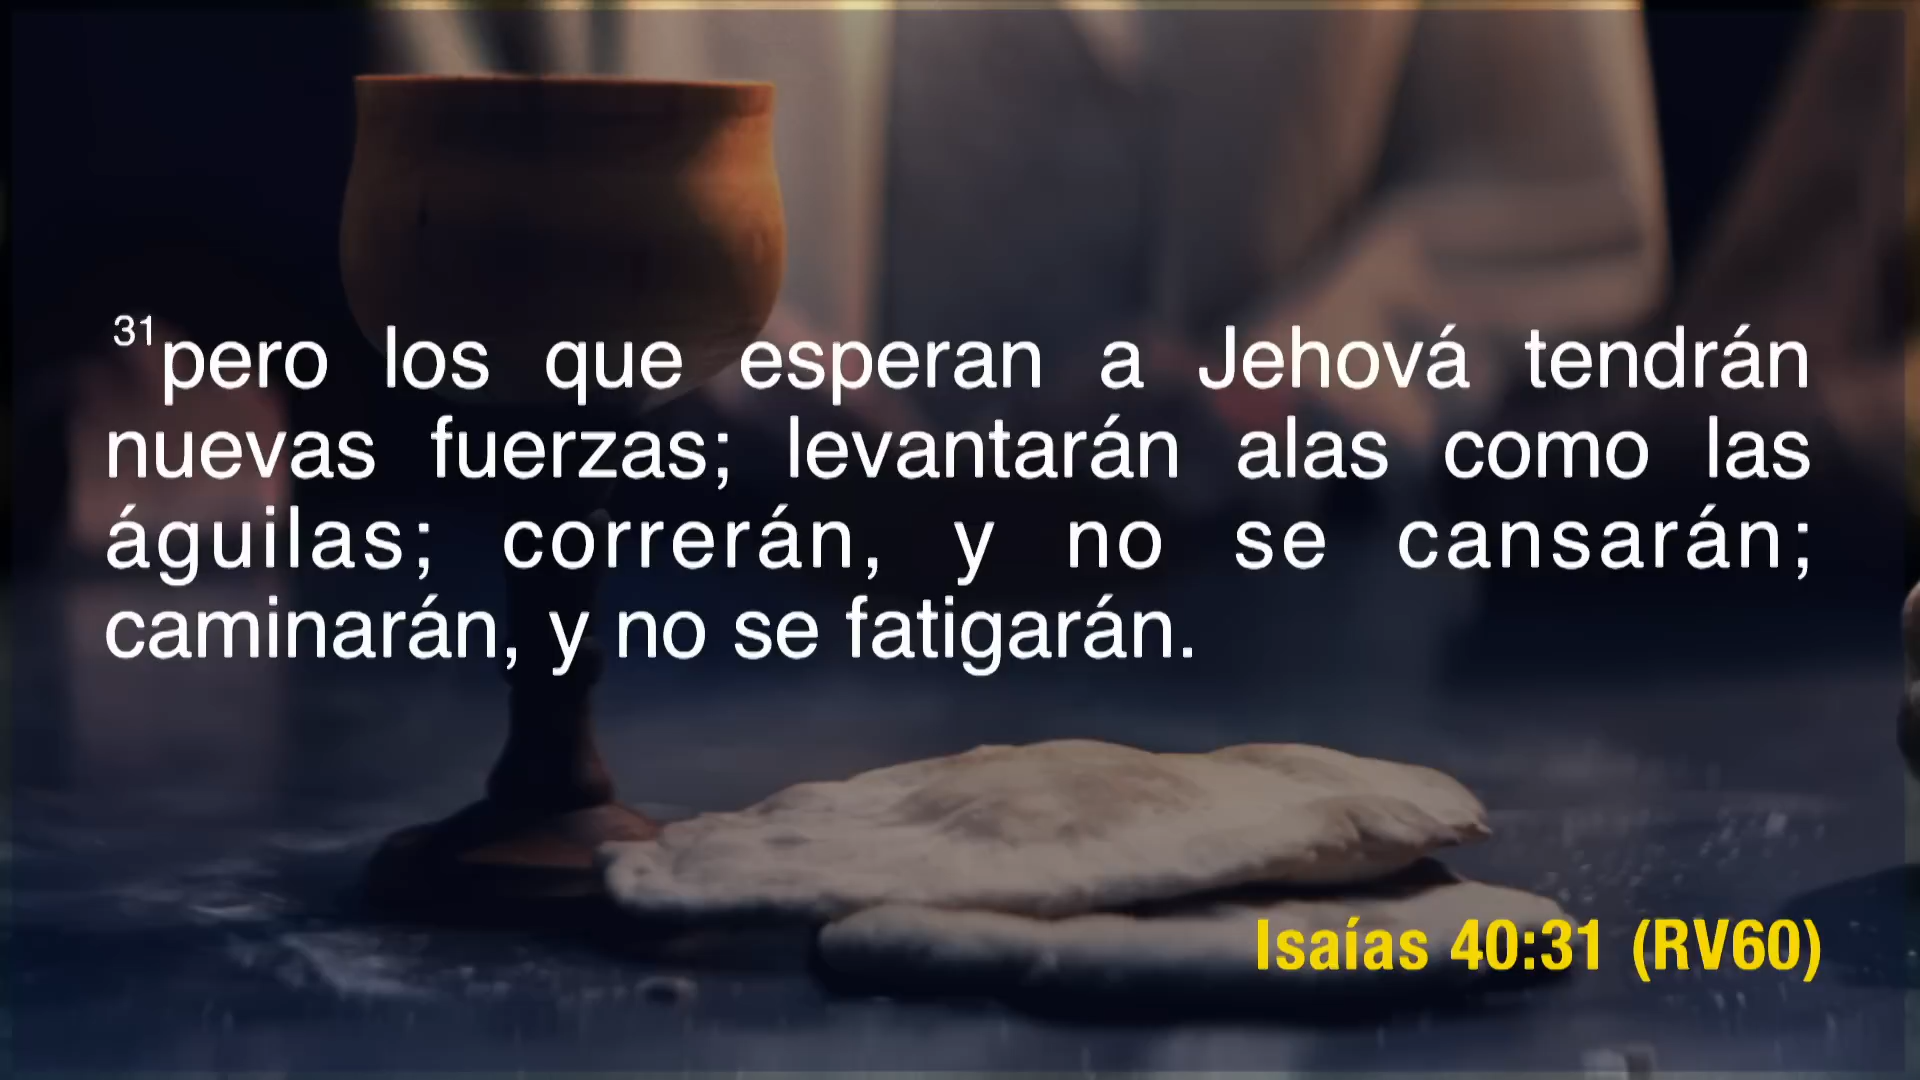 31pero los que esperan a Jehová tendrán
nuevas fuerzas; levantarán alas como las
águilas; correrán, y no se cansarán;
caminarán, y no se fatigarán.
Isaías 40:31 (RV60)